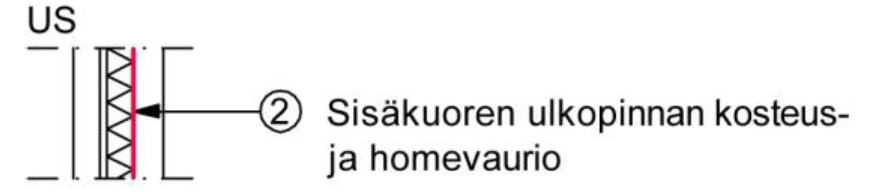 US
2 Sisäkuoren ulkopinnan kosteus-
ja homevaurio